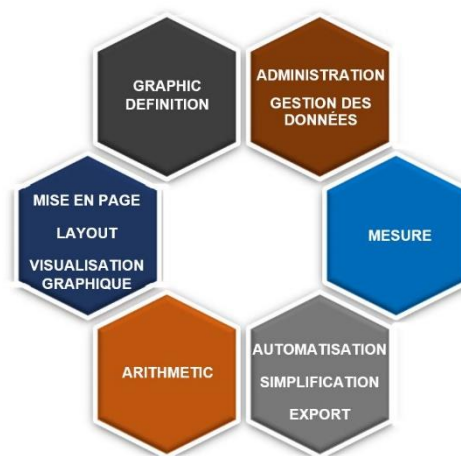 GRAPHIC
DEFINITION
ADMINISTRATION
GESTION DES
DONNÉES
MISE EN PAGE
LAYOUT
VISUALISATION
GRAPHIQUE
MESURE
ARITHMETIC
AUTOMATISATION
SIMPLIFICATION
EXPORT